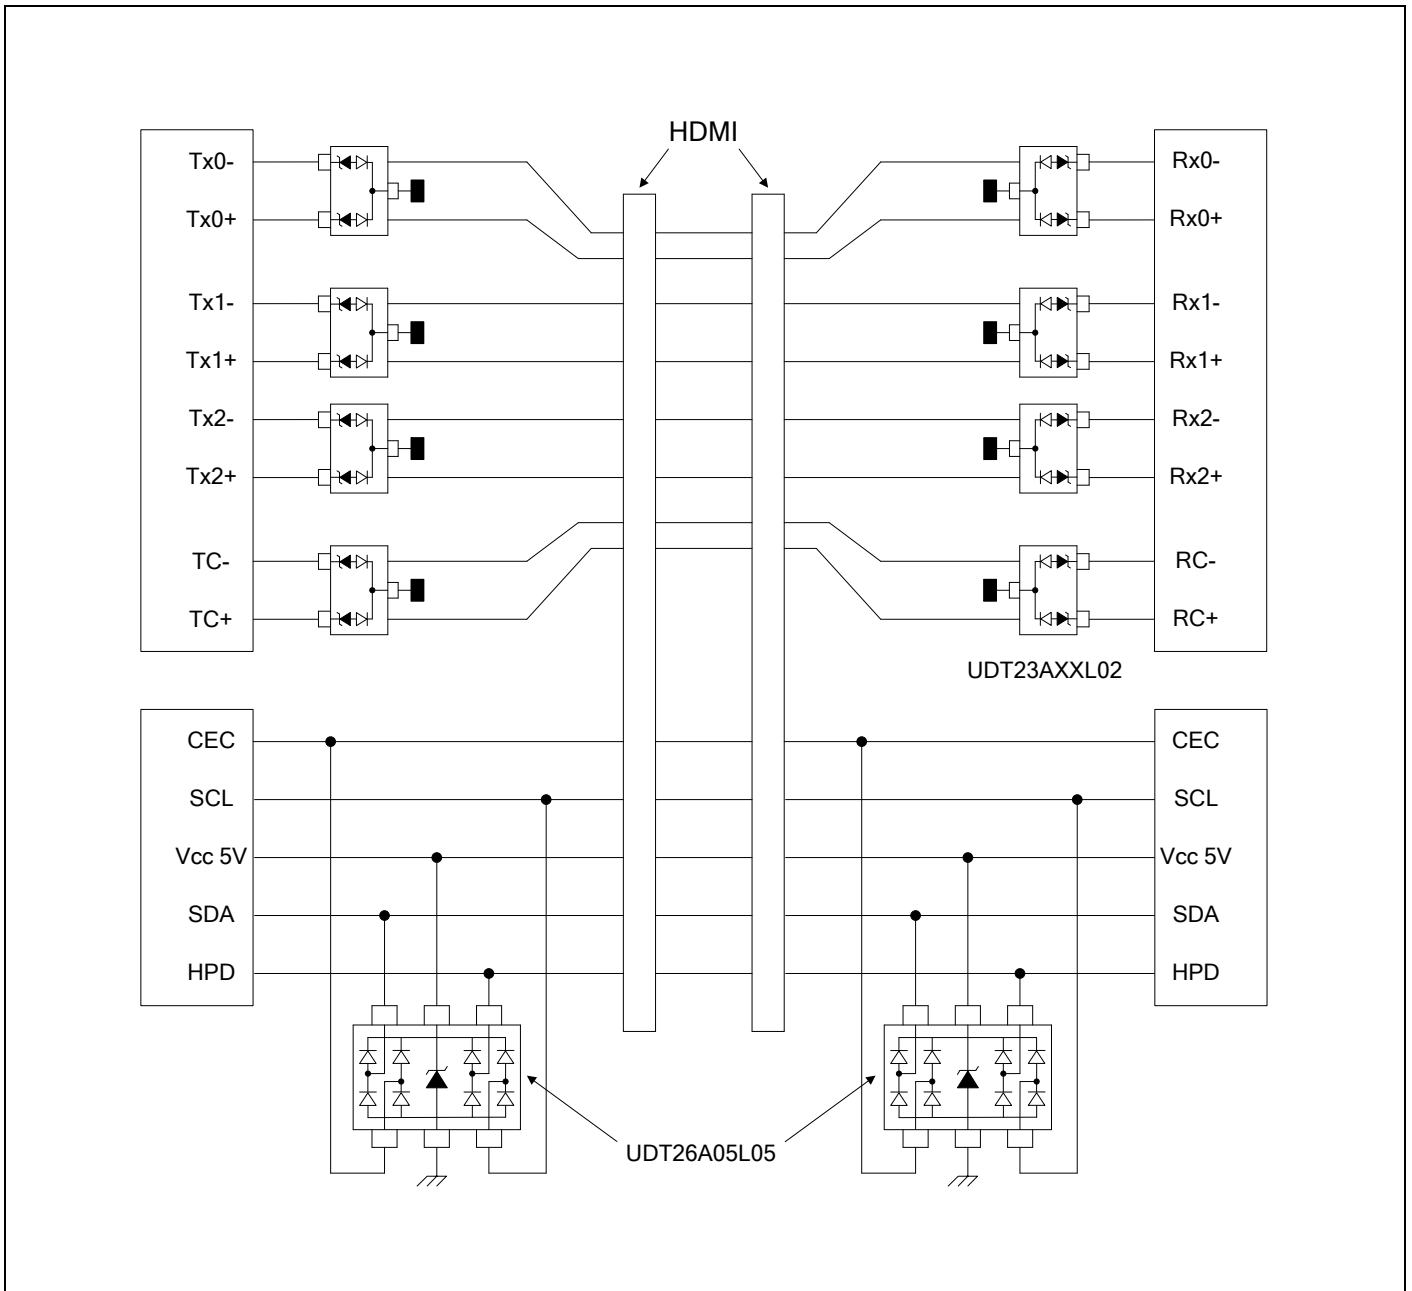 HDMI
Tx0-
Rx0-
Tx0+
Rx0+
Tx1-
Rx1-
Tx1+
Rx1+
Tx2-
Rx2-
Tx2+
Rx2+
TC-
RC-
TC+
RC+
UDT23AXXL02
CEC
CEC
SCL
SCL
Vcc 5V
Vcc 5V
SDA
SDA
HPD
HPD
UDT26A05L05